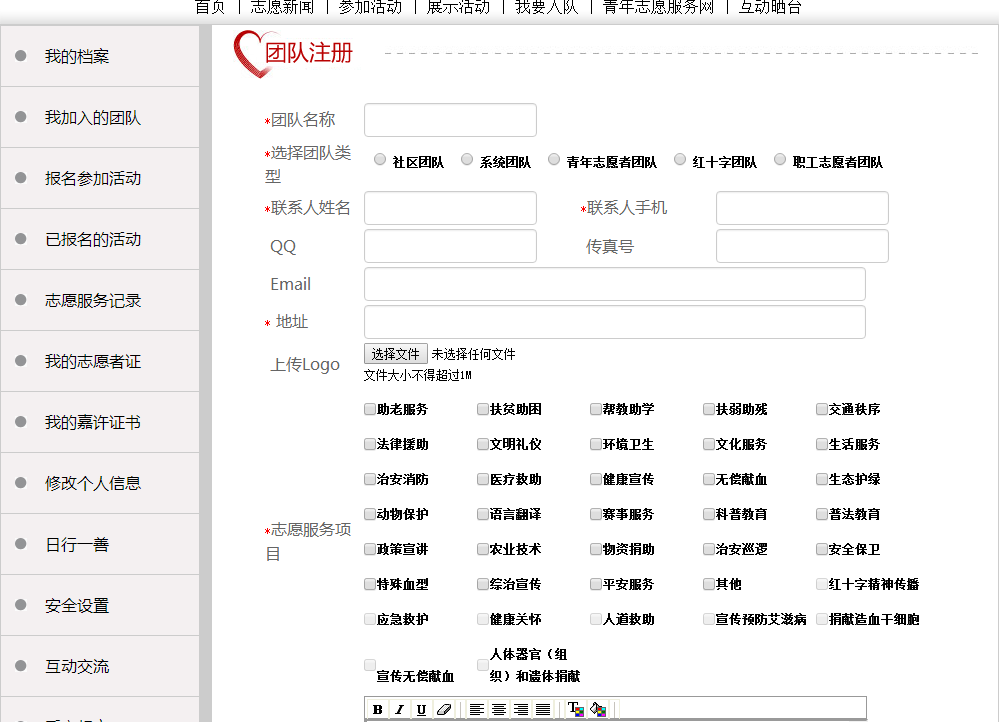 首页 | 志愿新闻 | 参加活动 | 展示活动 | 我要入队 | 青年志愿服务网 | 互动晒台
我的档案
我加入的团队
报名参加活动
已报名的活动
志愿服务记录
我的志愿者证
我的嘉许证书
修改个人信息
日行一善
安全设置
互动交流
团队注册
*团队名称
*选择团队类
型
社区团队 系统团队 青年志愿者团队 红十字团队 职工志愿者团队
*联系人姓名 *联系人手机
QQ 传真号
Email
* 地址
上传Logo
选择文件 未选择任何文件
文件大小不得超过1M
*志愿服务项
目
助老服务 扶贫助困 帮教助学 扶弱助残 交通秩序
法律援助 文明礼仪 环境卫生 文化服务 生活服务
治安消防 医疗救助 健康宣传 无偿献血 生态护绿
动物保护 语言翻译 赛事服务 科普教育 普法教育
政策宣讲 农业技术 物资捐助 治安巡逻 安全保卫
特殊血型 综治宣传 平安服务 其他 红十字精神传播
应急救护 健康关怀 人道救助 宣传预防艾滋病 捐献造血干细胞
宣传无偿献血 人体器官（组
织）和遗体捐献
B I U